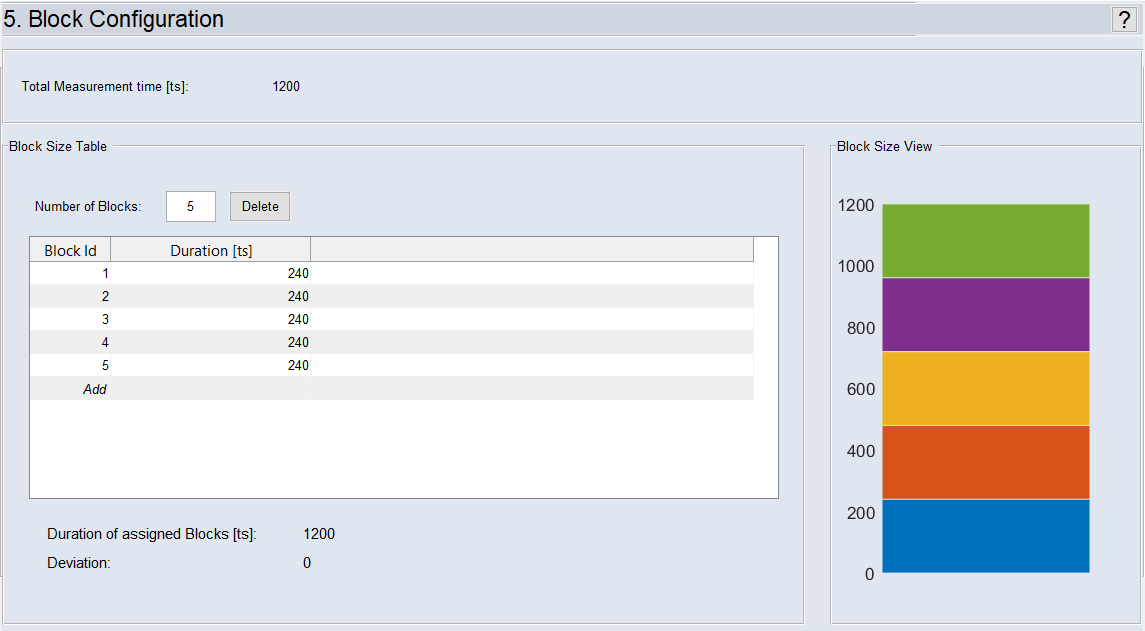 5. Block Configuration
?
Total Measurement time [ts]: 1200
Block Size Table
Number of Blocks: 5 Delete
Block Id Duration [ts]
1 240
2 240
3 240
4 240
5 240
Add
Duration of assigned Blocks [ts]: 1200
Deviation: 0
Block Size View
1200
1000
800
600
400
200
0